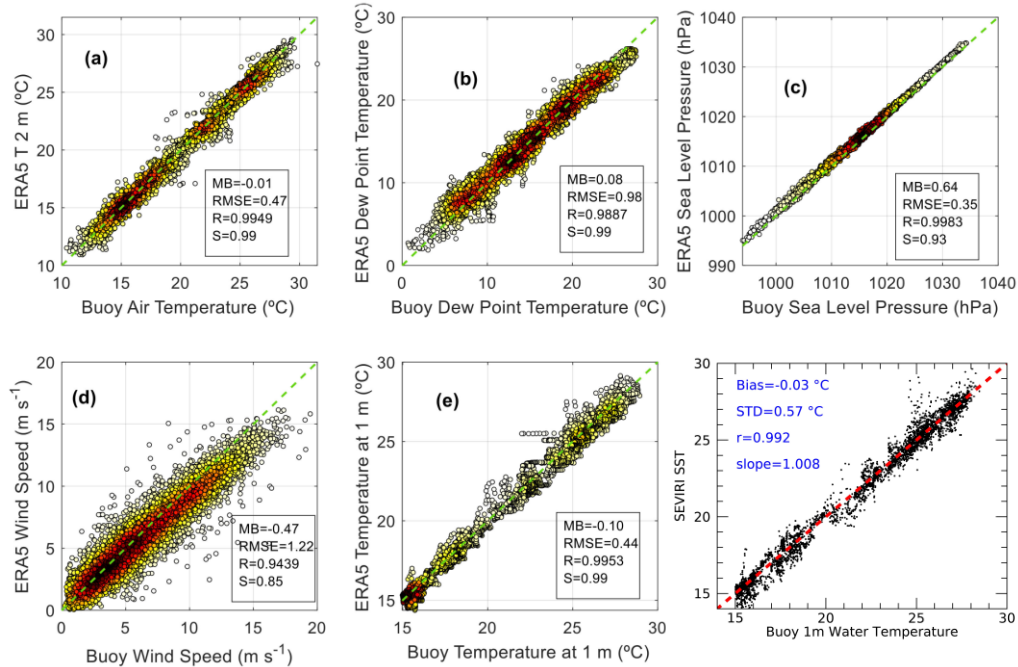 ERA5 T 2 m (ºC)
30
25
20
15
10
(a)
MB=-0.01
RMSE=0.47
R=0.9949
S=0.99
10 15 20 25 30
Buoy Air Temperature (ºC)
ERA5 Dew Point Temperature (ºC)
30
20
10
0
(b)
MB=0.08
RMSE=0.98
R=0.9887
S=0.99
0 10 20 30
Buoy Dew Point Temperature (ºC)
ERA5 Sea Level Pressure (hPa)
1040
1030
1020
1010
1000
990
(c)
MB=0.64
RMSE=0.35
R=0.9983
S=0.93
1000 1010 1020 1030 1040
Buoy Sea Level Pressure (hPa)
ERA5 Wind Speed (m s⁻¹)
20
15
10
5
0
(d)
MB=-0.47
RMSE=1.22
R=0.9439
S=0.85
0 5 10 15 20
Buoy Wind Speed (m s⁻¹)
ERA5 Temperature at 1 m (ºC)
30
25
20
15
(e)
MB=-0.10
RMSE=0.44
R=0.9953
S=0.99
15 20 25 30
Buoy Temperature at 1 m (ºC)
SEVIRI SST
30
25
20
15
Bias=-0.03 °C
STD=0.57 °C
r=0.992
slope=1.008
15 20 25 30
Buoy 1m Water Temperature